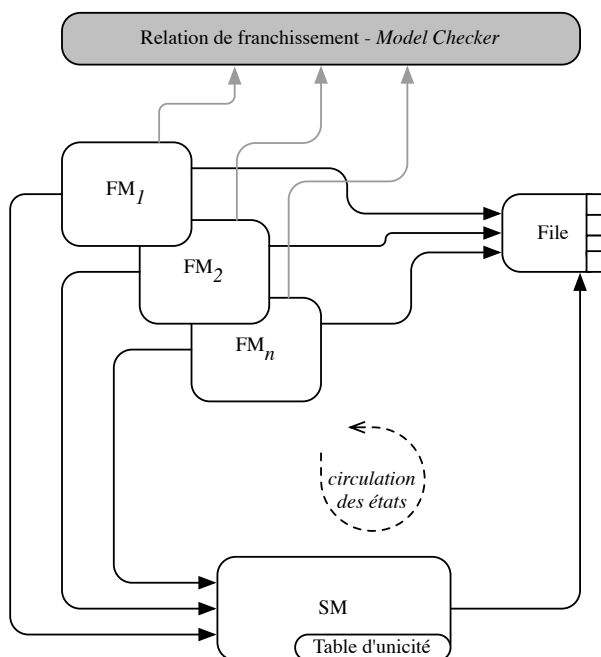 Relation de franchissement - Model Checker
FM1
FM2
FMn
File
circulation
des états
SM
Table d'unicité